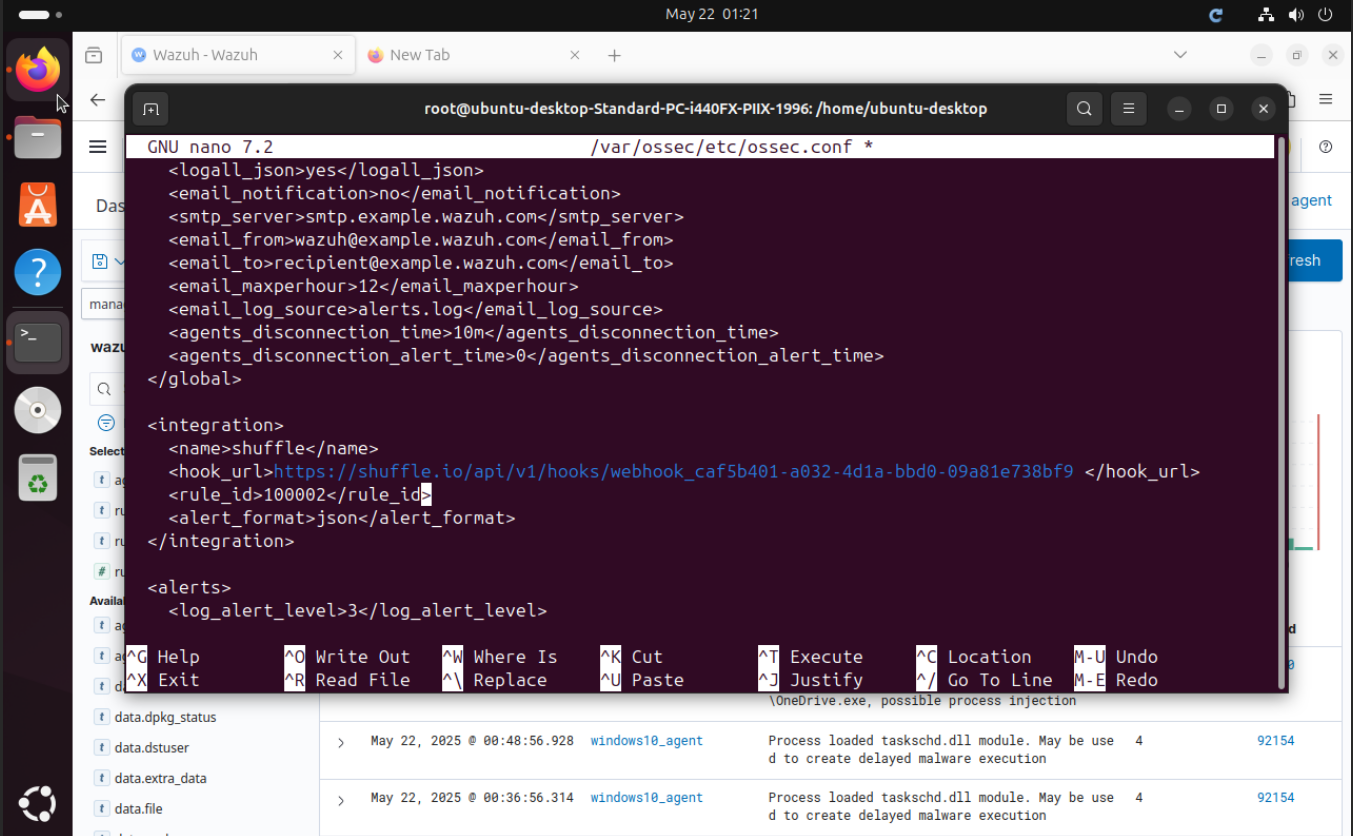 May 22 01:21
Wazuh - Wazuh
New Tab
root@ubuntu-desktop-Standard-PC-i440FX-PIIX-1996: /home/ubuntu-desktop
GNU nano 7.2 /var/ossec/etc/ossec.conf *
<logall_json>yes</logall_json>
<email_notification>no</email_notification>
<smtp_server>smtp.example.wazuh.com</smtp_server>
<email_from>wazuh@example.wazuh.com</email_from>
<email_to>recipient@example.wazuh.com</email_to>
<email_maxperhour>12</email_maxperhour>
<email_log_source>alerts.log</email_log_source>
<agents_disconnection_time>10m</agents_disconnection_time>
<agents_disconnection_alert_time>0</agents_disconnection_alert_time>
</global>
<integration>
<name>shuffle</name>
<hook_url>https://shuffle.io/api/v1/hooks/webhook_caf5b401-a032-4d1a-bbd0-09a81e738bf9 </hook_url>
<rule_id>100002</rule_id>
<alert_format>json</alert_format>
</integration>
<alerts>
<log_alert_level>3</log_alert_level>
^G Help ^O Write Out ^W Where Is ^K Cut ^T Execute ^C Location M-U Undo
^X Exit ^R Read File ^\ Replace ^U Paste ^J Justify ^/ Go To Line M-E Redo
Das
agent
resh
mana
wazu
Select
t ag
t ru
t ru
# ru
Availa
t ag
t ag
t da
d
\OneDrive.exe, possible process injection
t data.dpkg_status
t data.dstuser
t data.extra_data
t data.file
May 22, 2025 @ 00:48:56.928 windows10_agent Process loaded taskschd.dll module. May be use 4 92154
d to create delayed malware execution
May 22, 2025 @ 00:36:56.314 windows10_agent Process loaded taskschd.dll module. May be use 4 92154
d to create delayed malware execution